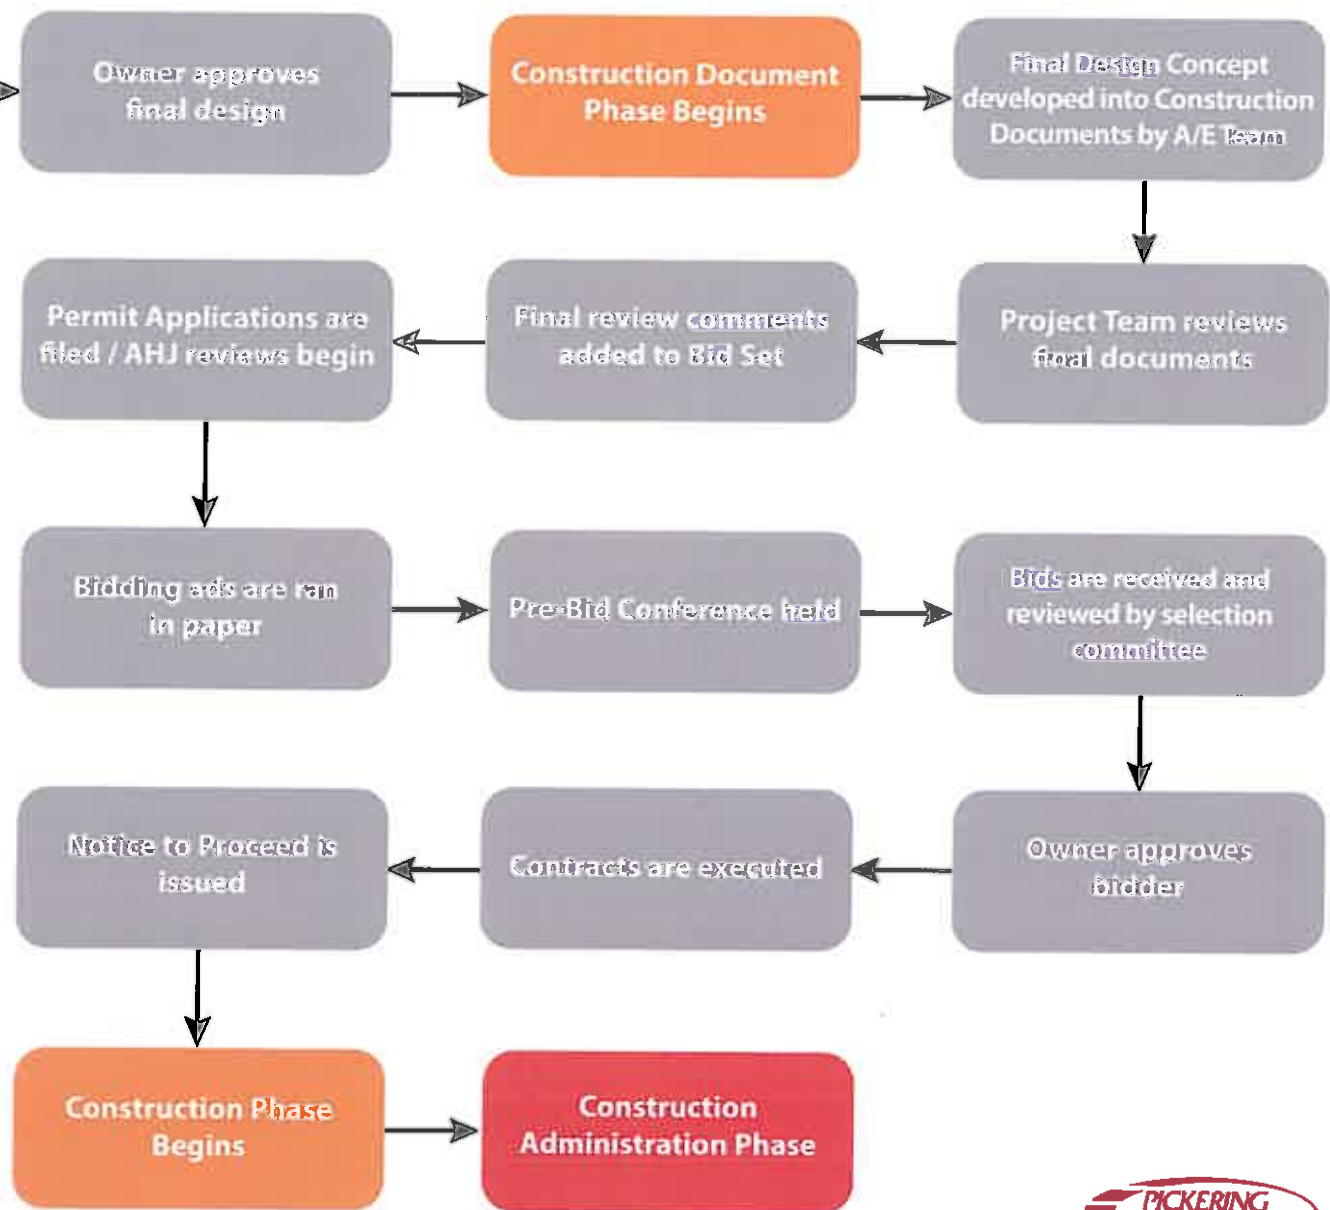 Owner approves
final design
Construction Document
Phase Begins
Final Design Concept
developed into Construction
Documents by A/E Team
Project Team reviews
final documents
Final review comments
added to Bid Set
Permit Applications are
filed / AHJ reviews begin
Bidding ads are ran
in paper
Pre-Bid Conference held
Bids are received and
reviewed by selection
committee
Owner approves
bidder
Contracts are executed
Notice to Proceed is
issued
Construction Phase
Begins
Construction
Administration Phase
PICKERING